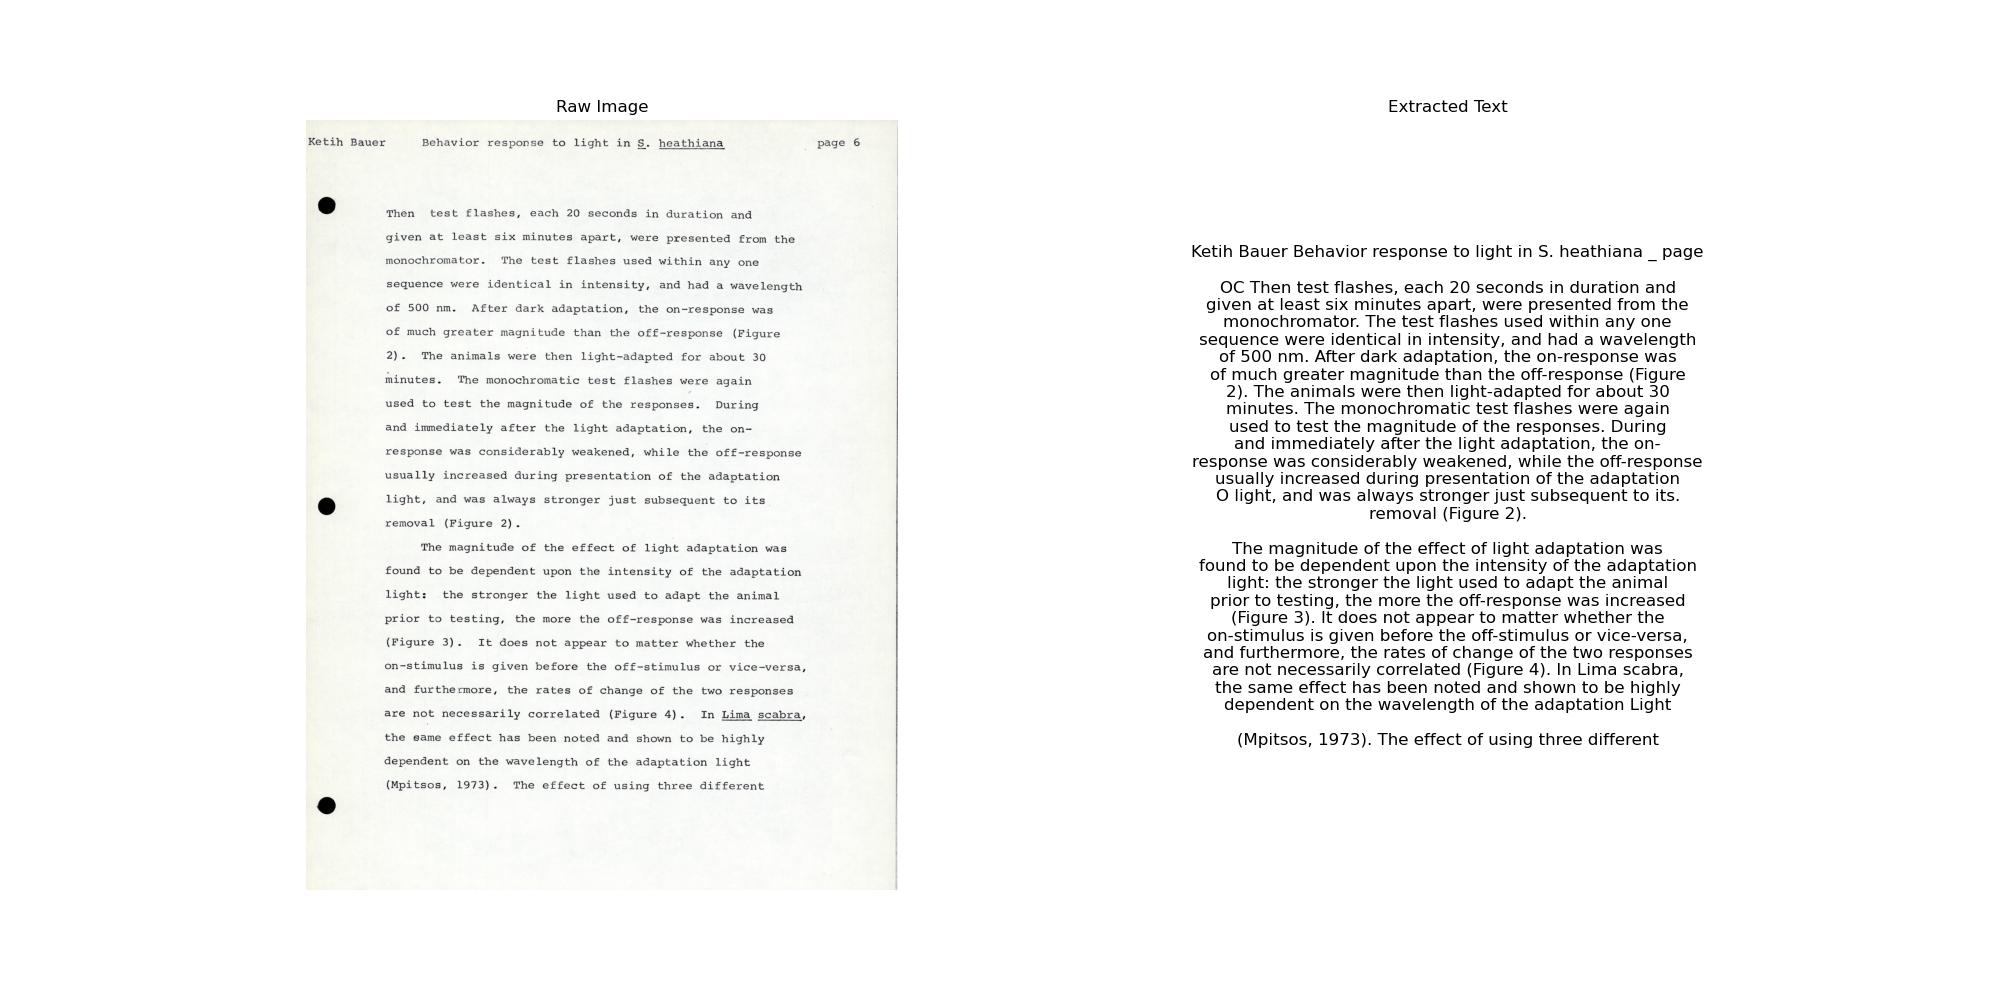 Raw Image
Ketih Bauer Behavior response to light in S. heathiana page 6
Then test flashes, each 20 seconds in duration and
given at least six minutes apart, were presented from the
monochromator. The test flashes used within any one
sequence were identical in intensity, and had a wavelength
of 500 nm. After dark adaptation, the on-response was
of much greater magnitude than the off-response (Figure
2). The animals were then light-adapted for about 30
minutes. The monochromatic test flashes were again
used to test the magnitude of the responses. During
and immediately after the light adaptation, the on-
response was considerably weakened, while the off-response
usually increased during presentation of the adaptation
light, and was always stronger just subsequent to its
removal (Figure 2).
The magnitude of the effect of light adaptation was
found to be dependent upon the intensity of the adaptation
light: the stronger the light used to adapt the animal
prior to testing, the more the off-response was increased
(Figure 3). It does not appear to matter whether the
on-stimulus is given before the off-stimulus or vice-versa,
and furthermore, the rates of change of the two responses
are not necessarily correlated (Figure 4). In Lima scabra,
the same effect has been noted and shown to be highly
dependent on the wavelength of the adaptation light
(Mpitsos, 1973). The effect of using three different
Extracted Text
Ketih Bauer Behavior response to light in S. heathiana _ page
OC Then test flashes, each 20 seconds in duration and
given at least six minutes apart, were presented from the
monochromator. The test flashes used within any one
sequence were identical in intensity, and had a wavelength
of 500 nm. After dark adaptation, the on-response was
of much greater magnitude than the off-response (Figure
2). The animals were then light-adapted for about 30
minutes. The monochromatic test flashes were again
used to test the magnitude of the responses. During
and immediately after the light adaptation, the on-
response was considerably weakened, while the off-response
usually increased during presentation of the adaptation
O light, and was always stronger just subsequent to its.
removal (Figure 2).
The magnitude of the effect of light adaptation was
found to be dependent upon the intensity of the adaptation
light: the stronger the light used to adapt the animal
prior to testing, the more the off-response was increased
(Figure 3). It does not appear to matter whether the
on-stimulus is given before the off-stimulus or vice-versa,
and furthermore, the rates of change of the two responses
are not necessarily correlated (Figure 4). In Lima scabra,
the same effect has been noted and shown to be highly
dependent on the wavelength of the adaptation Light
(Mpitsos, 1973). The effect of using three different